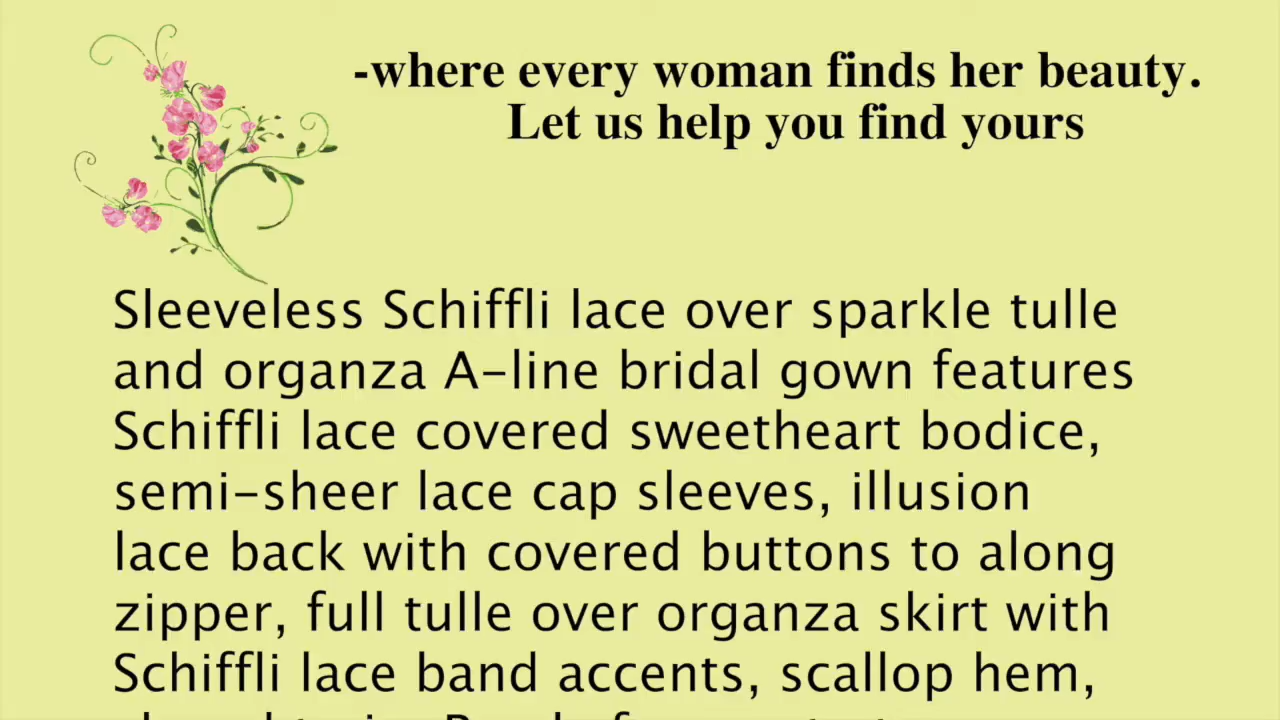 -where every woman finds her beauty.
Let us help you find yours
Sleeveless Schiffli lace over sparkle tulle
and organza A-line bridal gown features
Schiffli lace covered sweetheart bodice,
semi-sheer lace cap sleeves, illusion
lace back with covered buttons to along
zipper, full tulle over organza skirt with
Schiffli lace band accents, scallop hem,